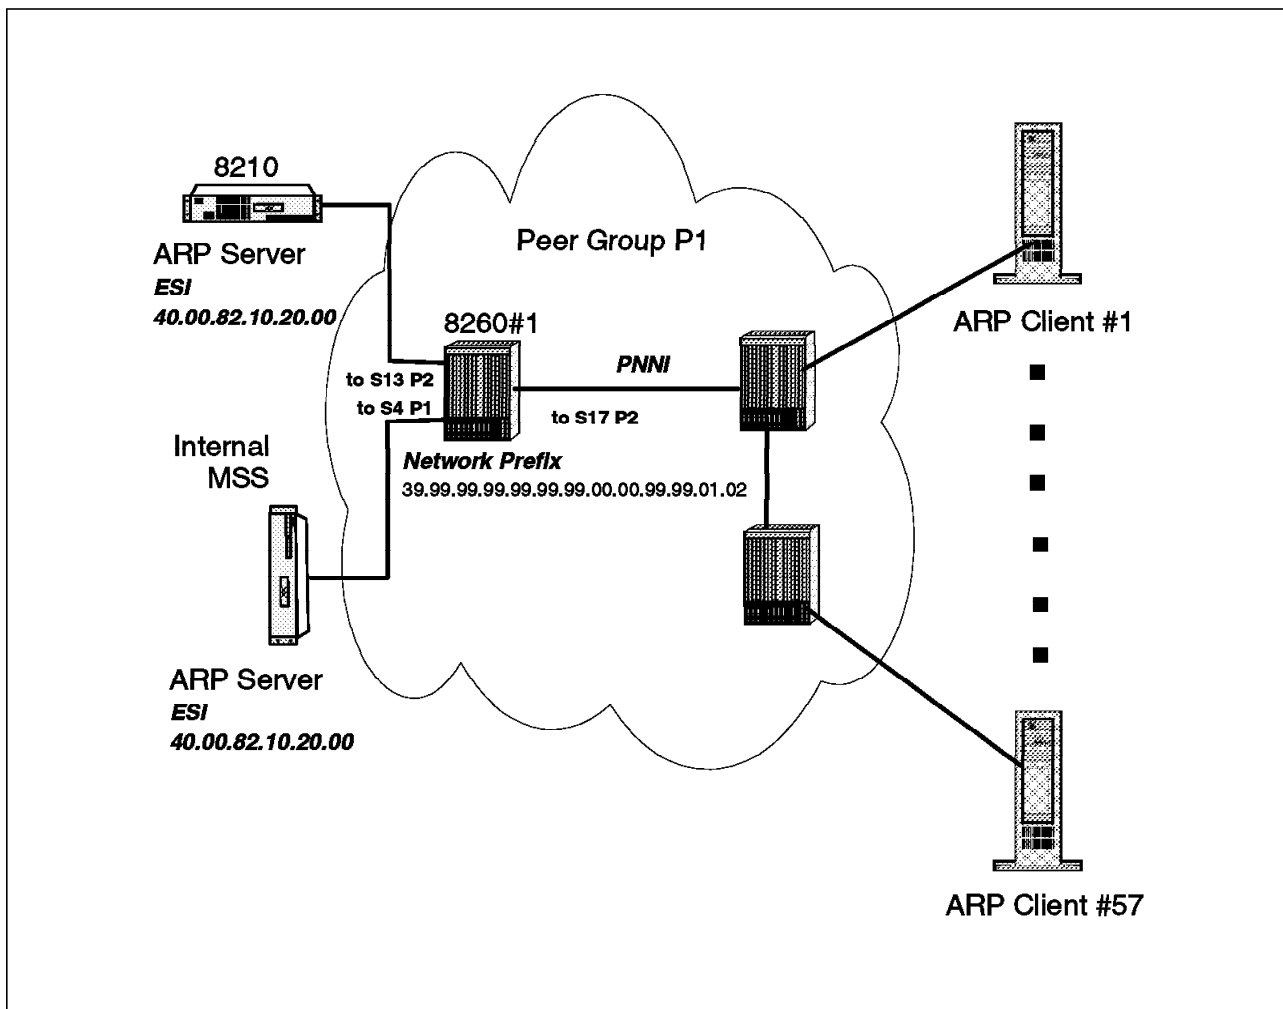 8210
ARP Server
ESI
40.00.82.10.20.00
Peer Group P1
8260#1
to S13 P2
to S4 P1
PNNI
to S17 P2
Network Prefix
39.99.99.99.99.99.99.00.00.99.99.01.02
Internal
MSS
ARP Server
ESI
40.00.82.10.20.00
ARP Client #1
ARP Client #57